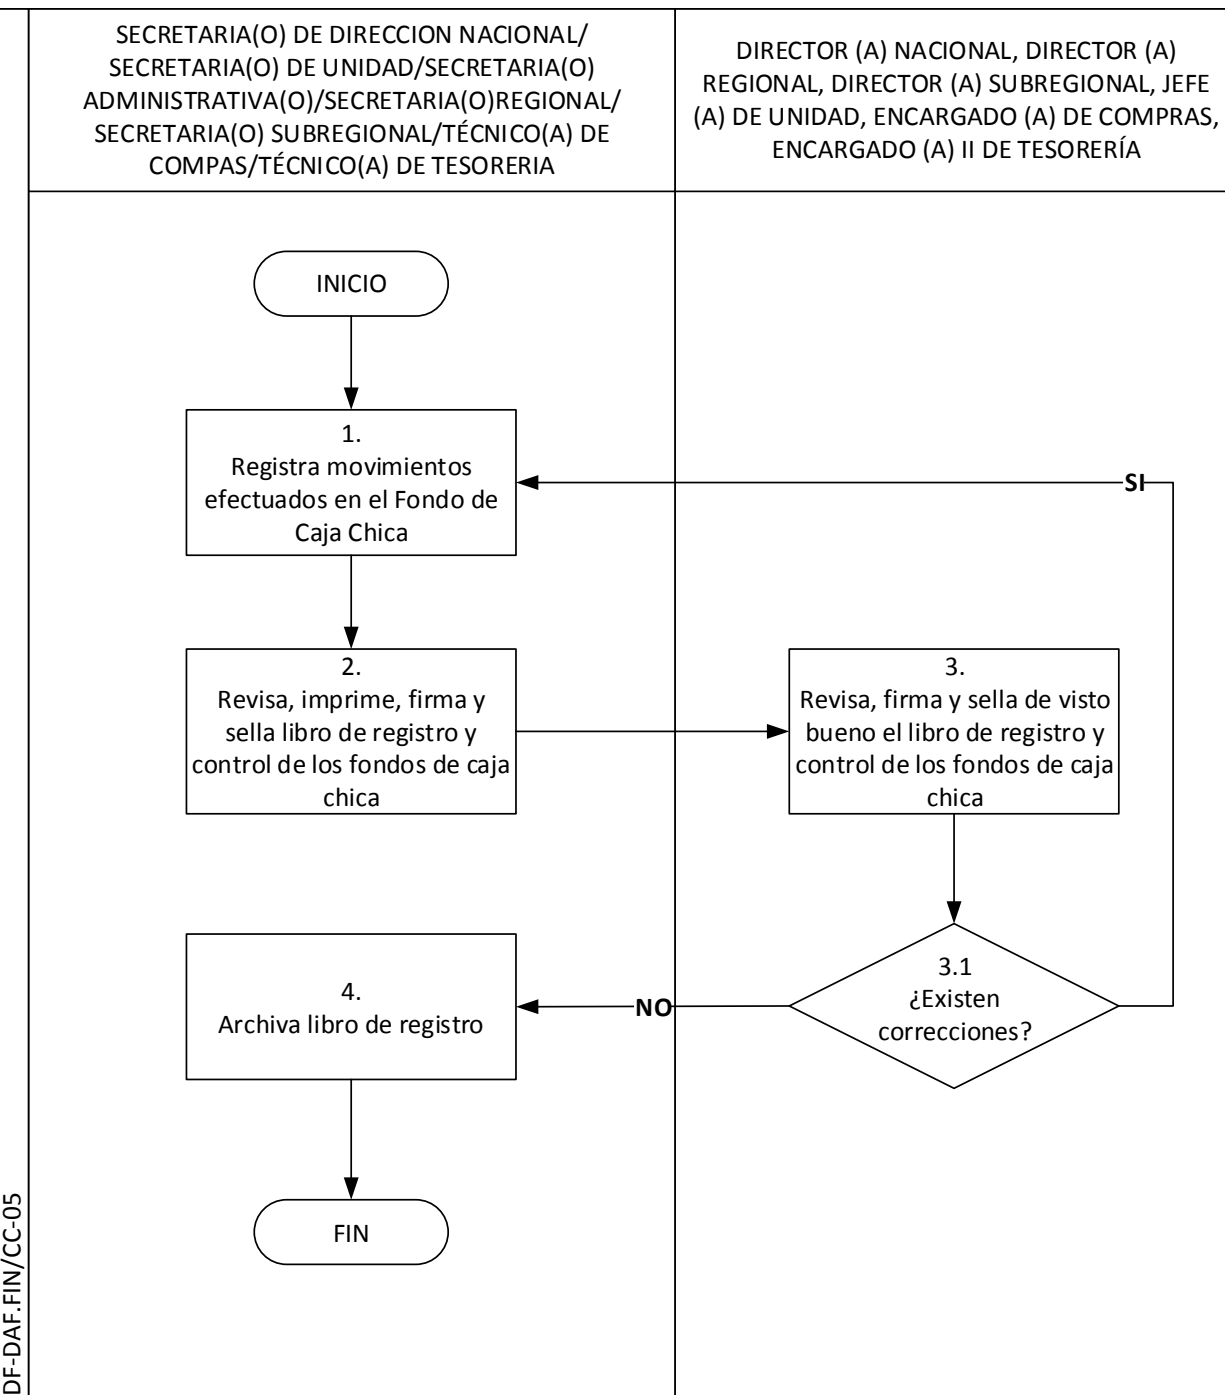 SECRETARIA(O) DE DIRECCION NACIONAL/
SECRETARIA(O) DE UNIDAD/SECRETARIA(O)
ADMINISTRATIVA(O)/SECRETARIA(O)REGIONAL/
SECRETARIA(O) SUBREGIONAL/TÉCNICO(A) DE
COMPAS/TÉCNICO(A) DE TESORERIA
DIRECTOR (A) NACIONAL, DIRECTOR (A)
REGIONAL, DIRECTOR (A) SUBREGIONAL, JEFE
(A) DE UNIDAD, ENCARGADO (A) DE COMPRAS,
ENCARGADO (A) II DE TESORERÍA
INICIO
1.
Registra movimientos
efectuados en el Fondo de
Caja Chica
SI
2.
Revisa, imprime, firma y
sella libro de registro y
control de los fondos de caja
chica
3.
Revisa, firma y sella de visto
bueno el libro de registro y
control de los fondos de caja
chica
3.1
¿Existen
correcciones?
NO
4.
Archiva libro de registro
FIN
DF-DAF.FIN/CC-05